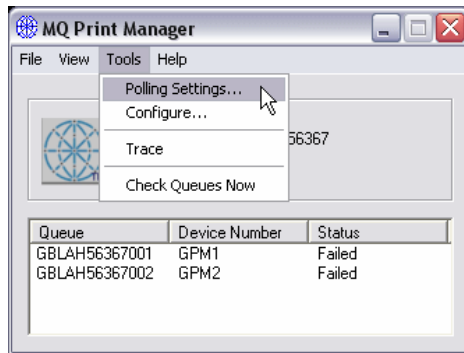 MQ Print Manager
File View Tools Help
Polling Settings...
Configure...
56367
Trace
Check Queues Now
Queue Device Number Status
GBLAH56367001 GPM1 Failed
GBLAH56367002 GPM2 Failed